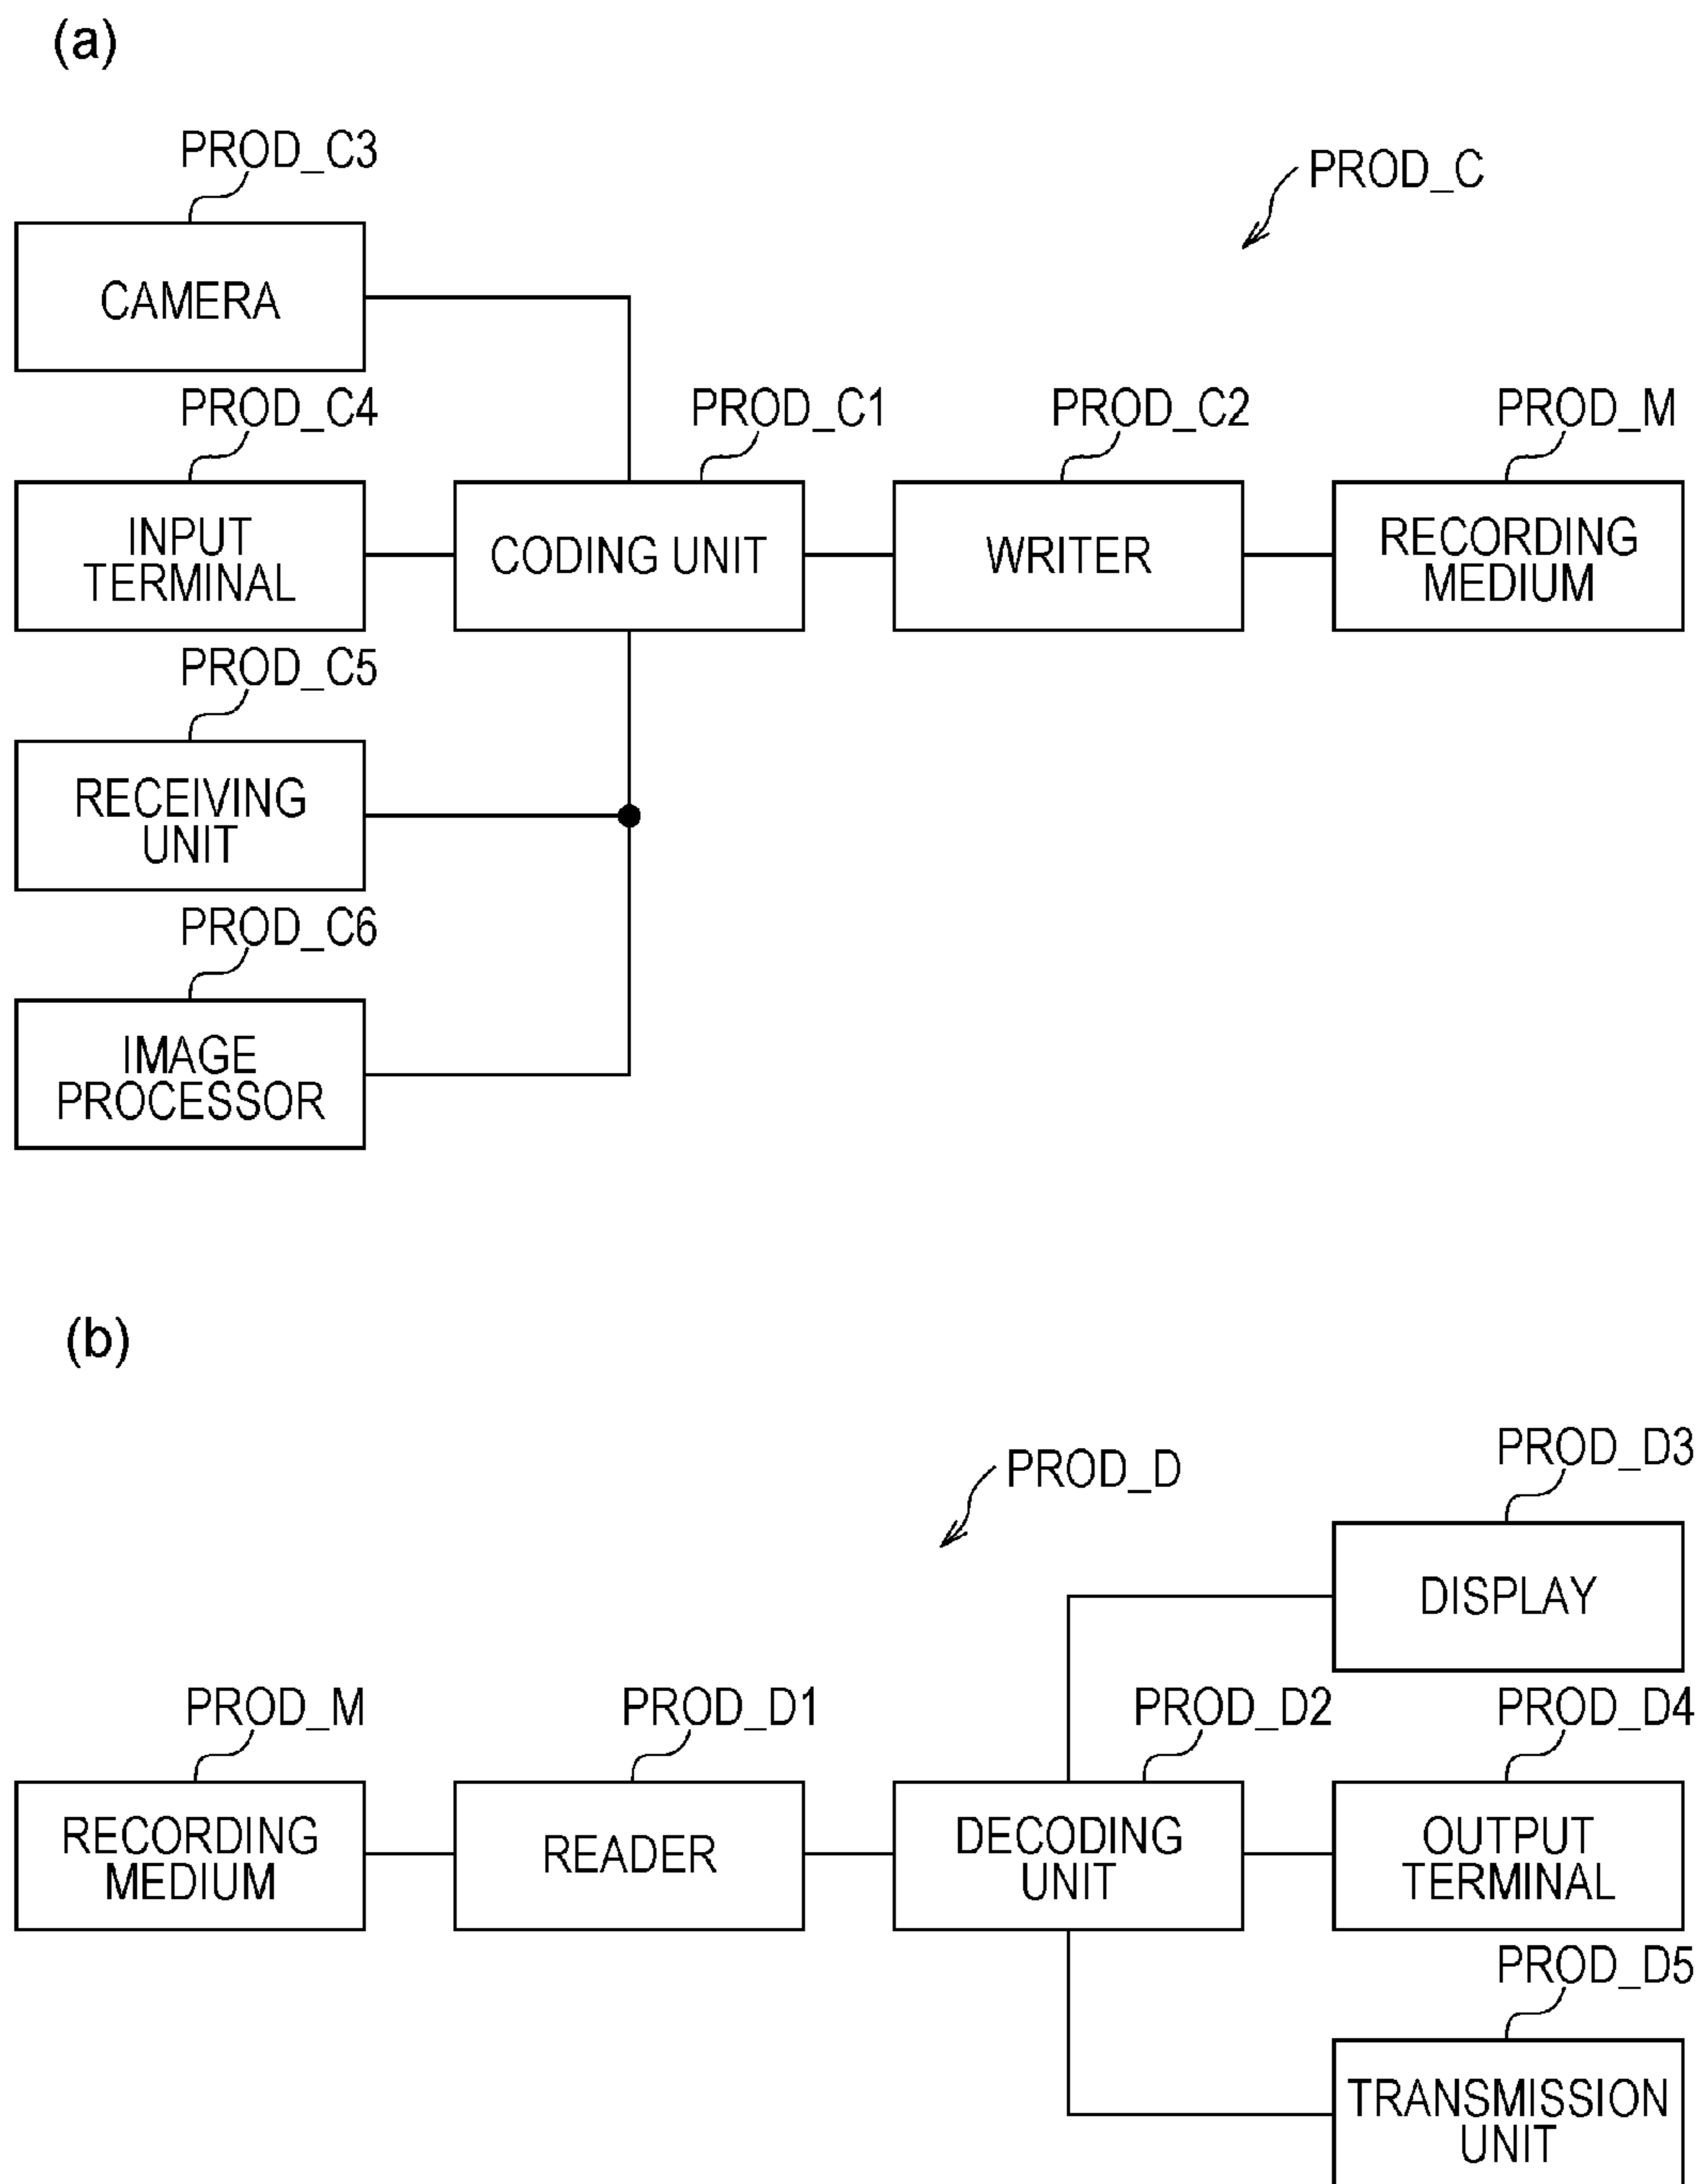 (a)
PROD_C3
PROD_C
CAMERA
PROD_C4
PROD_C1
PROD_C2
PROD_M
INPUT
TERMINAL
CODING UNIT
WRITER
RECORDING
MEDIUM
PROD_C5
RECEIVING
UNIT
PROD_C6
IMAGE
PROCESSOR
(b)
PROD_D3
PROD_D
DISPLAY
PROD_M
PROD_D1
PROD_D2
PROD_D4
RECORDING
MEDIUM
READER
DECODING
UNIT
OUTPUT
TERMINAL
PROD_D5
TRANSMISSION
UNIT